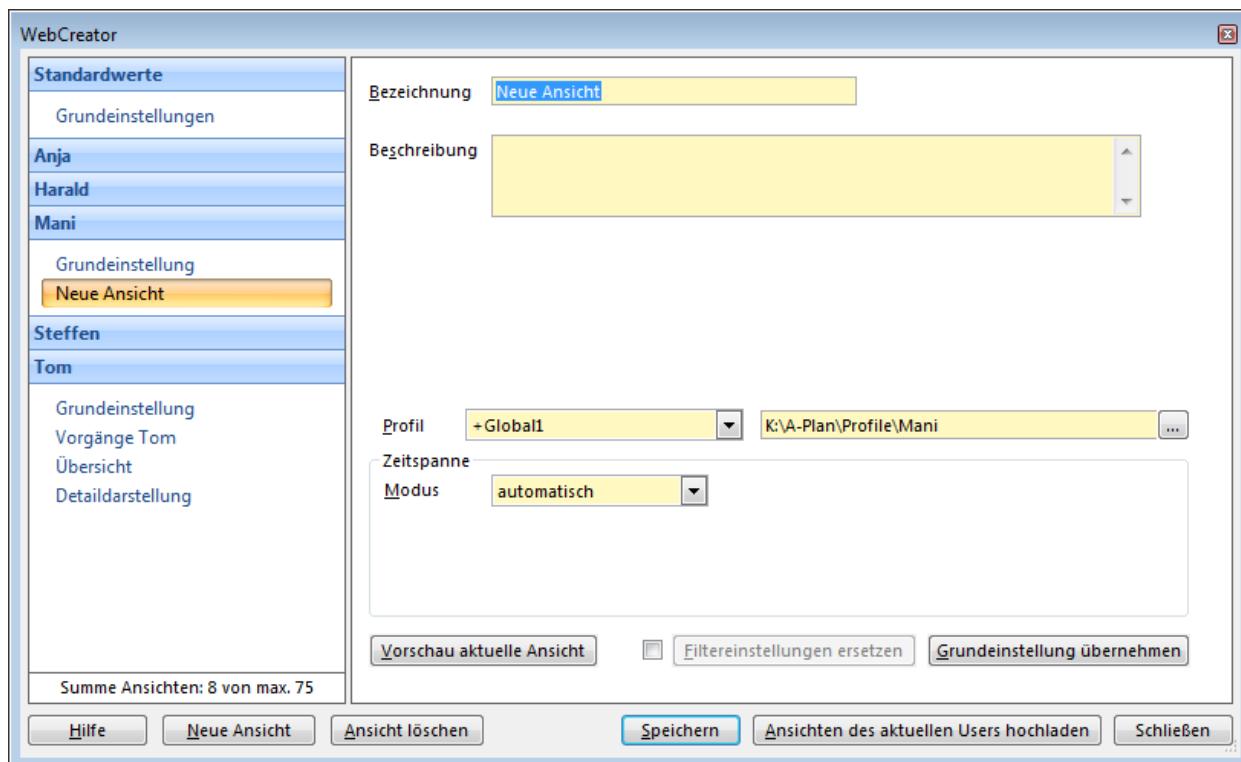 WebCreator
Standardwerte
Grundeinstellungen
Anja
Harald
Mani
Grundeinstellung
Neue Ansicht
Steffen
Tom
Grundeinstellung
Vorgänge Tom
Übersicht
Detaildarstellung
Summe Ansichten: 8 von max. 75
Bezeichnung Neue Ansicht
Beschreibung
Profil +Global1 K:\A-Plan\Profile\Mani ...
Zeitspanne
Modus automatisch
Vorschau aktuelle Ansicht Filtereinstellungen ersetzen Grundeinstellung übernehmen
Hilfe Neue Ansicht Ansicht löschen Speichern Ansichten des aktuellen Users hochladen Schließen